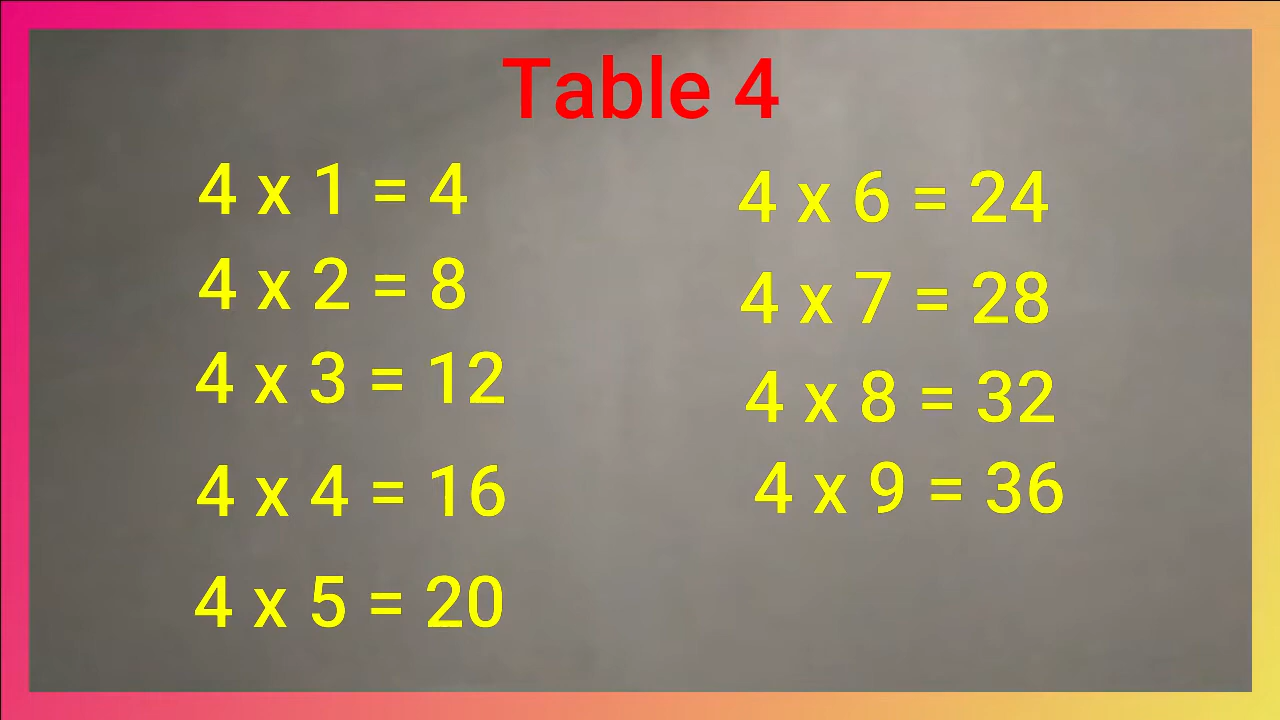 Table 4
4 x 1 = 4
4 x 2 = 8
4 x 3 = 12
4 x 4 = 16
4 x 5 = 20
4 x 6 = 24
4 x 7 = 28
4 x 8 = 32
4 x 9 = 36